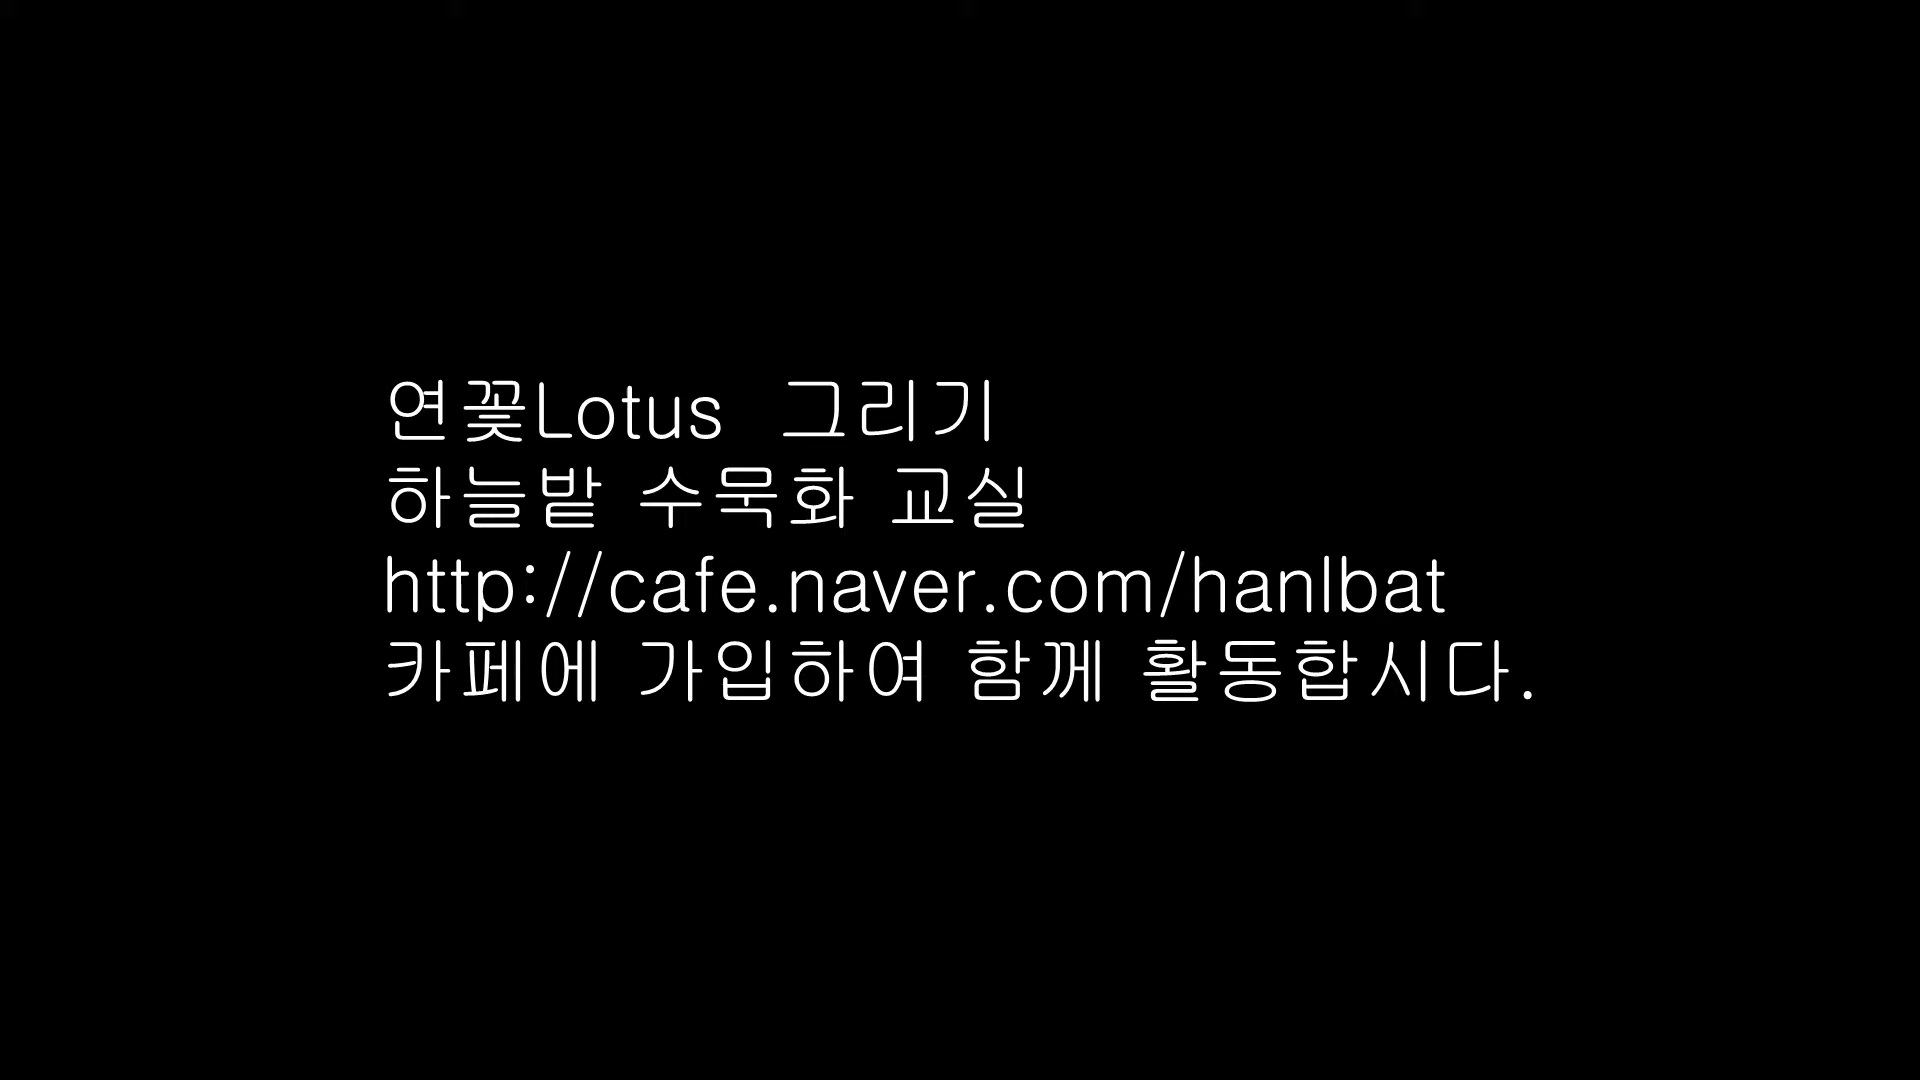 연꽃Lotus  그리기
하늘밭 수묵화 교실
http://cafe.naver.com/hanlbat
카페에 가입하여 함께 활동합시다.